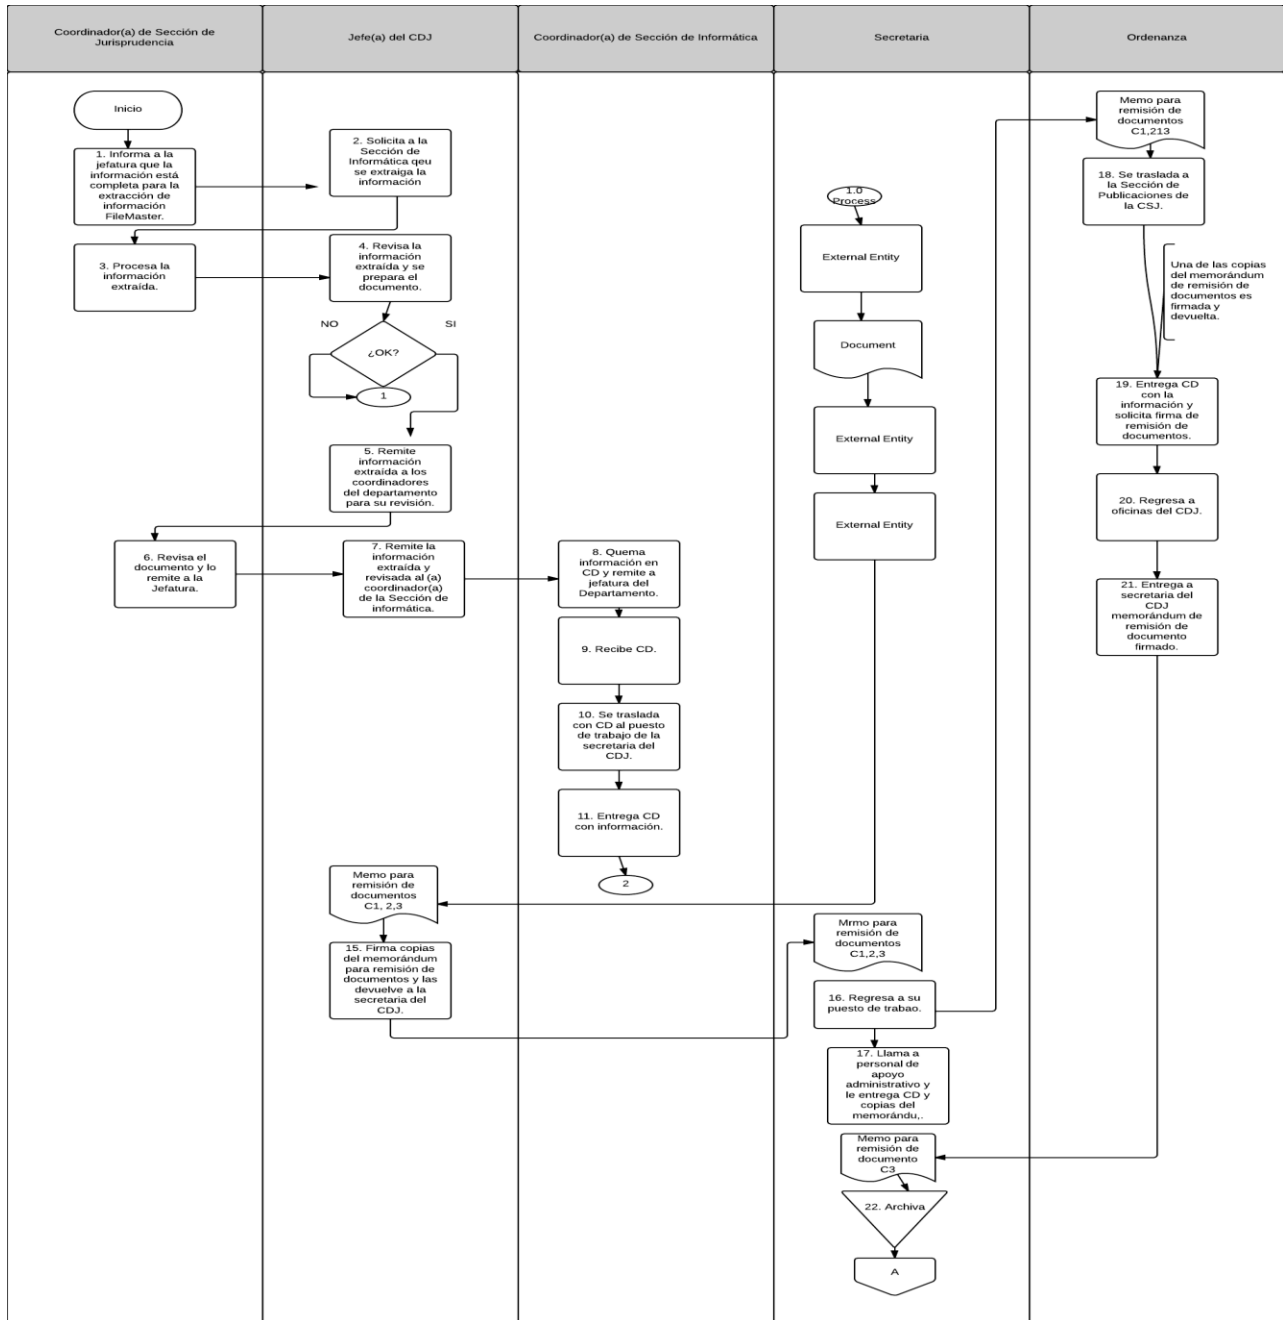 Coordinador(a) de Sección de
Jurisprudencia
Jefe(a) del CDJ
Coordinador(a) de Sección de Informática
Secretaria
Ordenanza
Inicio
1. Informa a la
jefatura que la
información está
completa para la
extracción de
información
FileMaster.
2. Solicita a la
Sección de
Informática qeu
se extraiga la
información
3. Procesa la
información
extraída.
4. Revisa la
información
extraída y se
prepara el
documento.
NO
SI
¿OK?
1
5. Remite
información
extraída a los
coordinadores
del departamento
para su revisión.
6. Revisa el
documento y lo
remite a la
Jefatura.
7. Remite la
información
extraída y
revisada al (a)
coordinador(a)
de la Sección de
informática.
8. Quema
información en
CD y remite a
jefatura del
Departamento.
9. Recibe CD.
10. Se traslada
con CD al puesto
de trabajo de la
secretaria del
CDJ.
11. Entrega CD
con información.
2
1.0
Process
External Entity
Document
External Entity
External Entity
Memo para
remisión de
documentos
C1, 2,3
15. Firma copias
del memorándum
para remisión de
documentos y las
devuelve a la
secretaria del
CDJ.
Mrmo para
remisión de
documentos
C1,2,3
16. Regresa a su
puesto de trabao.
17. Llama a
personal de
apoyo
administrativo y
le entrega CD y
copias del
memorándu,.
Memo para
remisión de
documentos
C1,213
18. Se traslada a
la Sección de
Publicaciones de
la CSJ.
Una de las copias
del memorándum
de remisión de
documentos es
firmada y
devuelta.
19. Entrega CD
con la
información y
solicita firma de
remisión de
documentos.
20. Regresa a
oficinas del CDJ.
21. Entrega a
secretaria del
CDJ
memorándum de
remisión de
documento
firmado.
Memo para
remisión de
documento
C3
22. Archiva
A